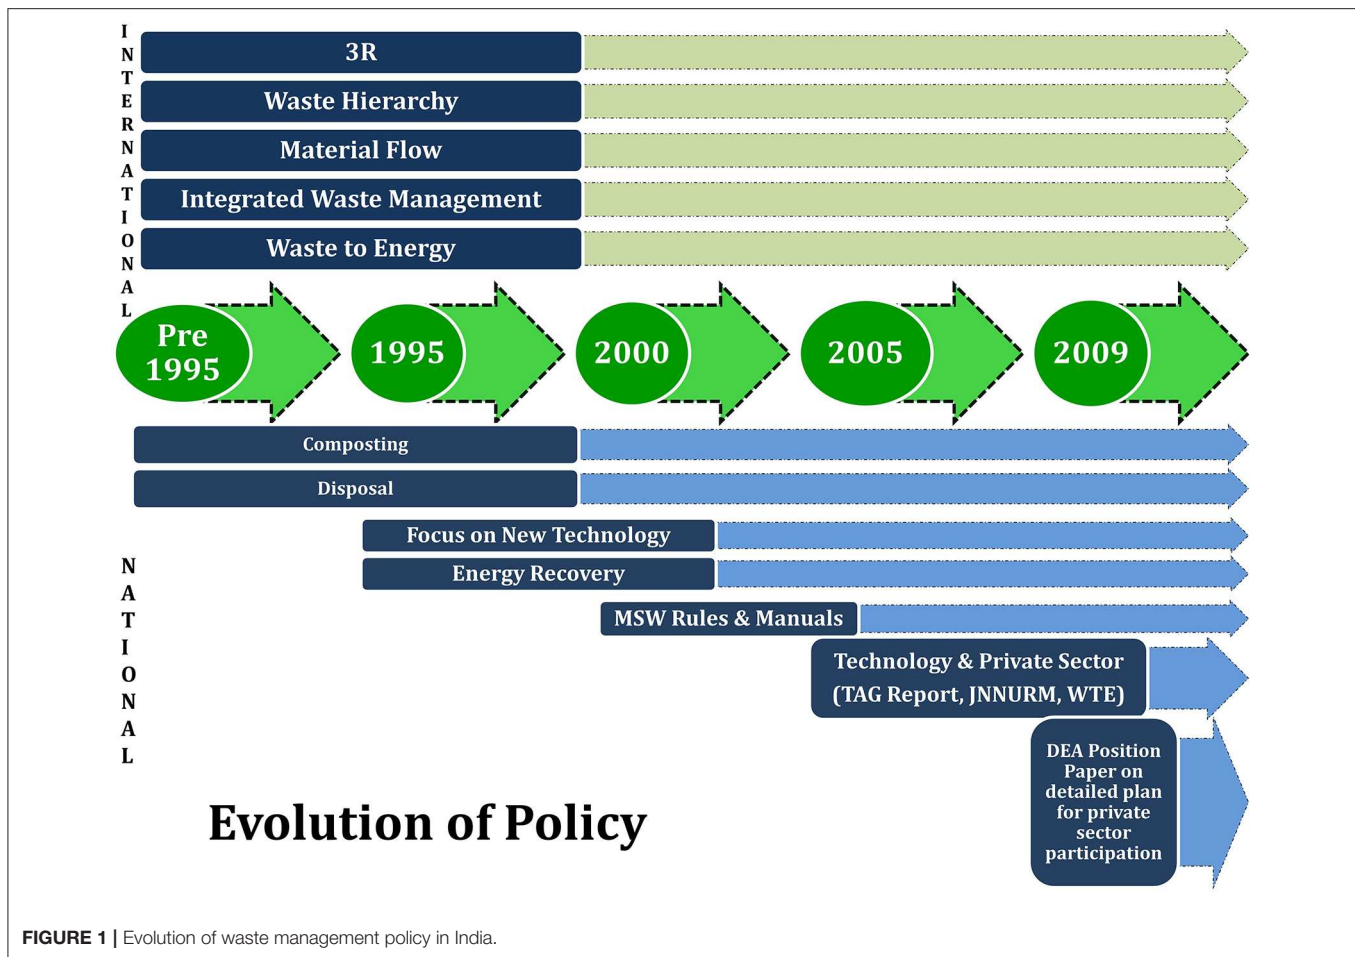 INTERNATIONAL
3R
Waste Hierarchy
Material Flow
Integrated Waste Management
Waste to Energy
Pre
1995
1995
2000
2005
2009
Composting
Disposal
Focus on New Technology
Energy Recovery
MSW Rules & Manuals
Technology & Private Sector
(TAG Report, JNNURM, WTE)
DEA Position
Paper on
detailed plan
for private
sector
participation
NATIONAL
Evolution of Policy
FIGURE 1 | Evolution of waste management policy in India.